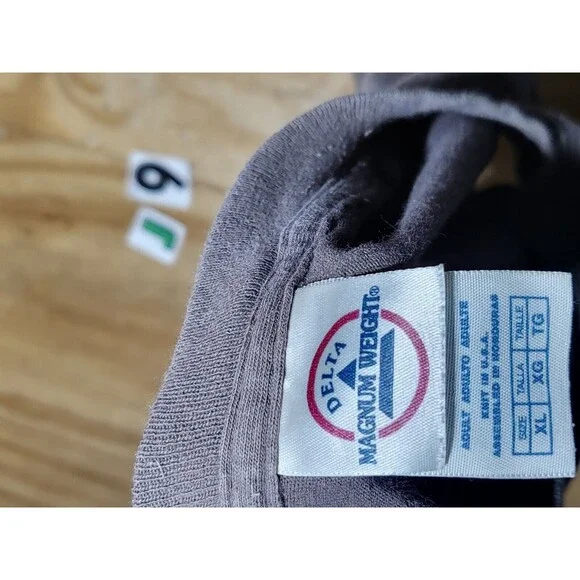 9
J
DELTA
MAGNUM WEIGHT®
ADULT ADULTO ADULTE
KNIT IN U.S.A.
ASSEMBLED IN HONDURAS
SIZE TALLA TAILLE
XL XG TG